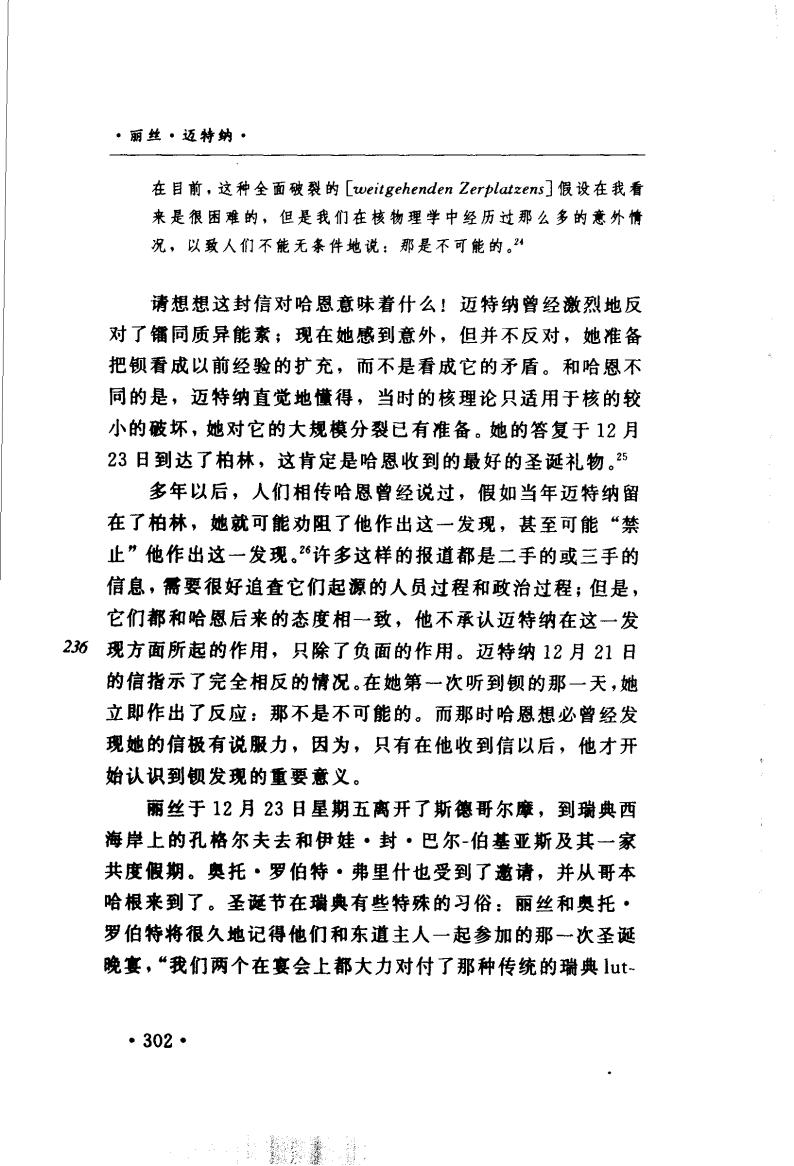 ·丽丝·迈特纳·
在目前，这种全面破裂的［weitgehenden Zerplatzens］假设在我看
来是很困难的，但是我们在核物理学中经历过那么多的意外情
况，以致人们不能无条件地说：那是不可能的。24
请想想这封信对哈恩意味着什么！迈特纳曾经激烈地反
对了镭同质异能素；现在她感到意外，但并不反对，她准备
把钡看成以前经验的扩充，而不是看成它的矛盾。和哈恩不
同的是，迈特纳直觉地懂得，当时的核理论只适用于核的较
小的破坏，她对它的大规模分裂已有准备。她的答复于 12 月
23 日到达了柏林，这肯定是哈恩收到的最好的圣诞礼物。25
多年以后，人们相传哈恩曾经说过，假如当年迈特纳留
在了柏林，她就可能劝阻了他作出这一发现，甚至可能“禁
止”他作出这一发现。26许多这样的报道都是二手的或三手的
信息，需要很好追查它们起源的人员过程和政治过程；但是，
它们都和哈恩后来的态度相一致，他不承认迈特纳在这一发
236 现方面所起的作用，只除了负面的作用。迈特纳 12 月 21 日
的信指示了完全相反的情况。在她第一次听到钡的那一天，她
立即作出了反应：那不是不可能的。而那时哈恩想必曾经发
现她的信极有说服力，因为，只有在他收到信以后，他才开
始认识到钡发现的重要意义。
丽丝于 12 月 23 日星期五离开了斯德哥尔摩，到瑞典西
海岸上的孔格尔夫去和伊娃·封·巴尔-伯基亚斯及其一家
共度假期。奥托·罗伯特·弗里什也受到了邀请，并从哥本
哈根来到了。圣诞节在瑞典有些特殊的习俗：丽丝和奥托·
罗伯特将很久地记得他们和东道主人一起参加的那一次圣诞
晚宴，“我们两个在宴会上都大力对付了那种传统的瑞典 lut-
·302·